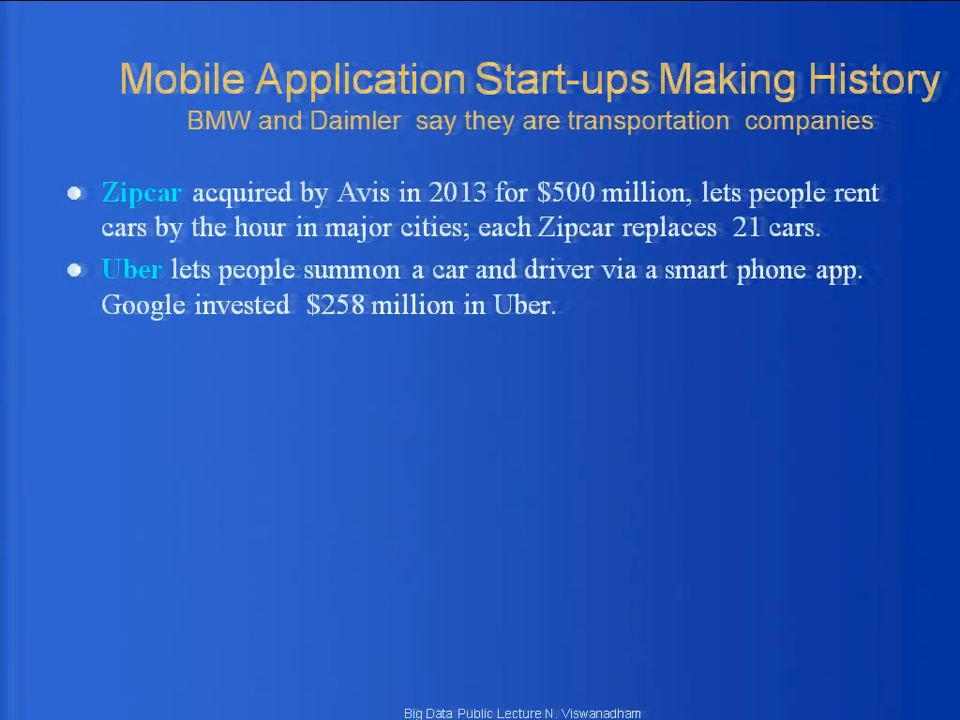 Mobile Application Start-ups Making History
BMW and Daimler say they are transportation companies
Zipcar acquired by Avis in 2013 for $500 million, lets people rent
cars by the hour in major cities; each Zipcar replaces 21 cars.
Uber lets people summon a car and driver via a smart phone app.
Google invested $258 million in Uber.
Big Data Public Lecture N. Viswanadham